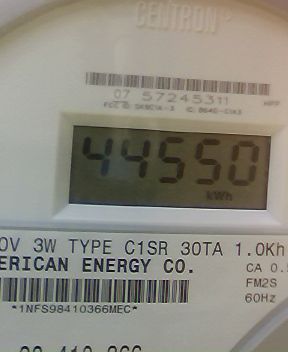 CENTRON
07 57245311
44550
kWh
0V 3W TYPE C1SR 30TA 1.0Kh
ERICAN ENERGY CO.
CA 0.
FM2S
60Hz
*1NFS98410366MEC*